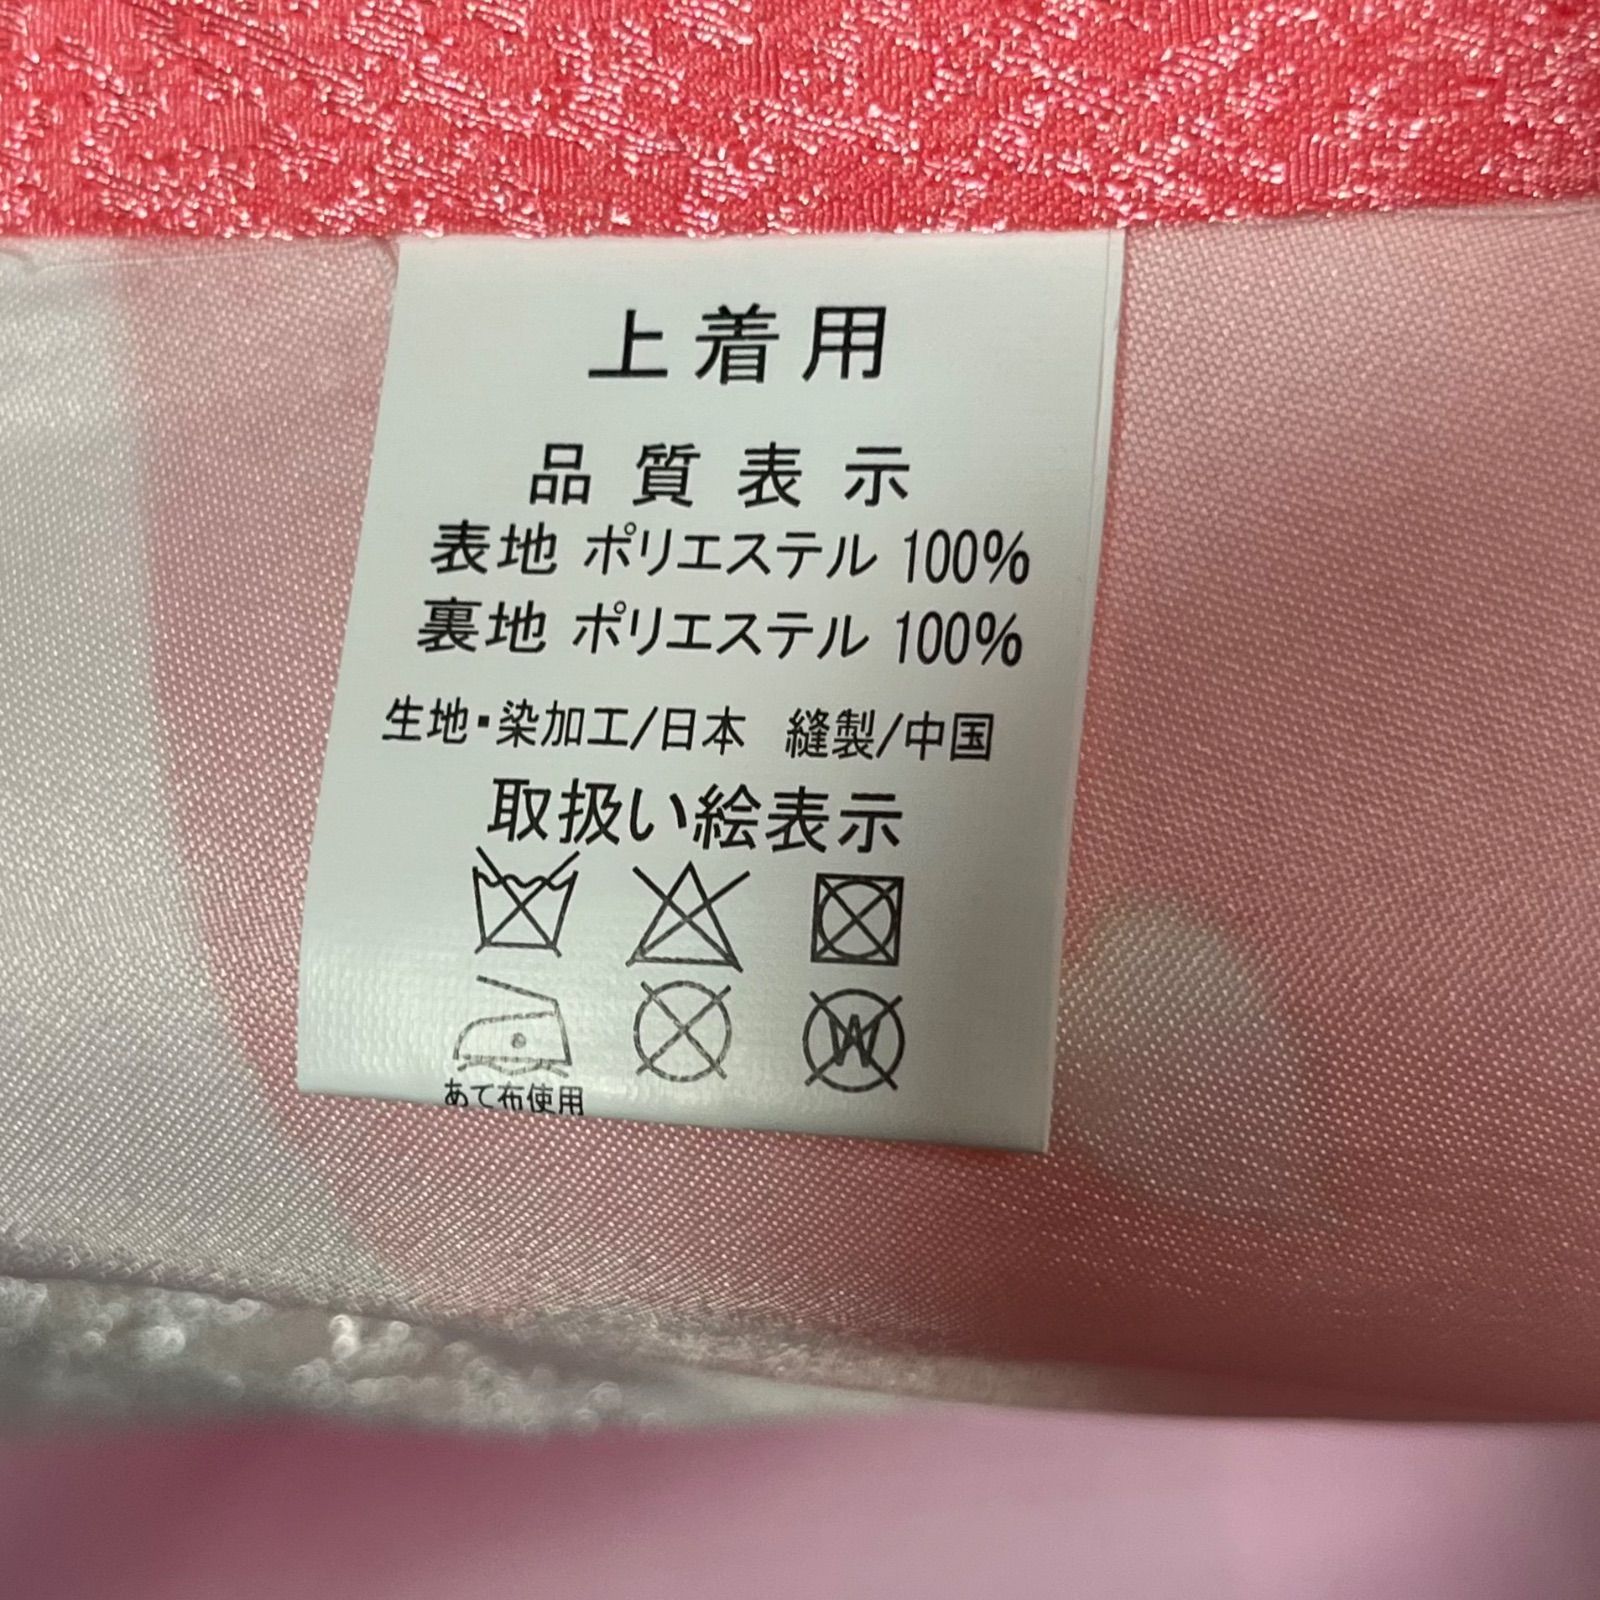 上着用
品質表示
表地 ポリエステル 100%
裏地 ポリエステル 100%
生地・染加工/日本 縫製/中国
取扱い絵表示
W
あて布使用